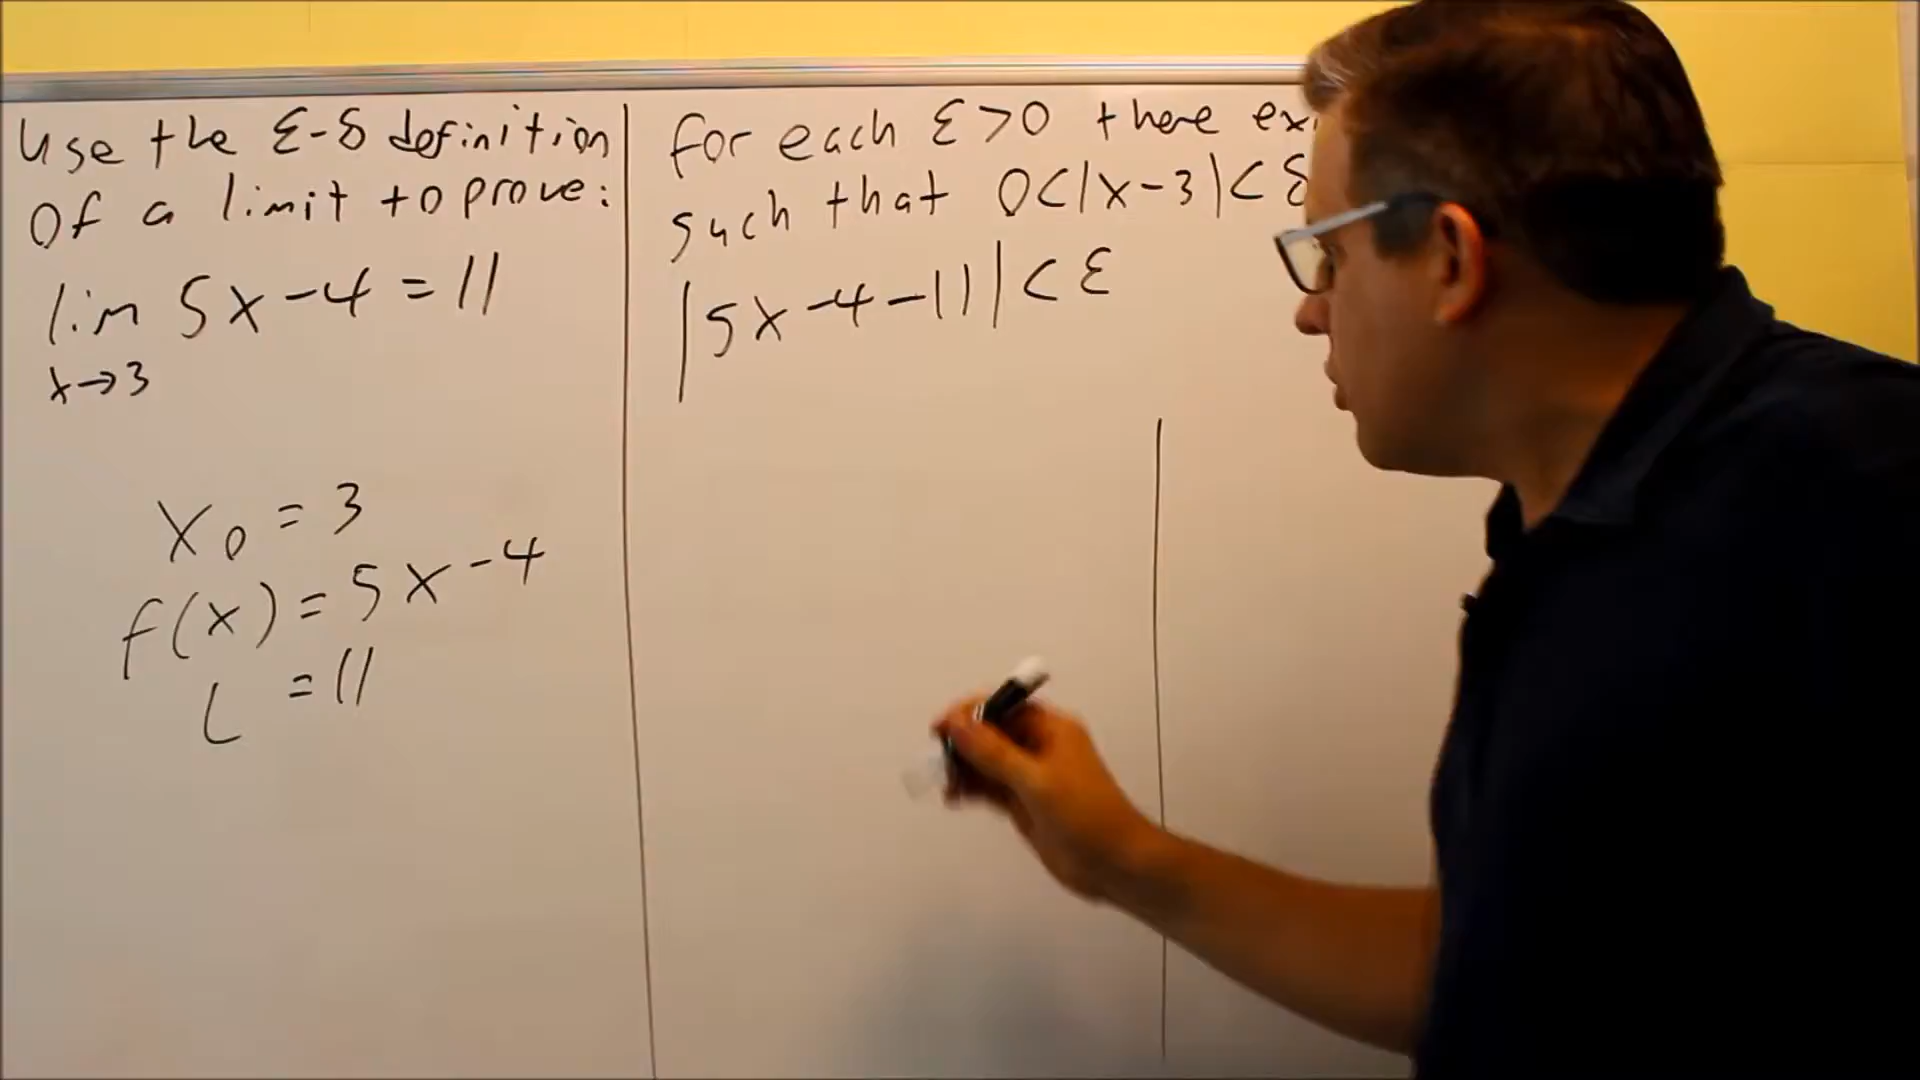 Use the ε-δ definition
of a limit to prove:
lim 5x-4=11
x→3
x₀ = 3
f(x) = 5x-4
L = 11
for each ε>0 there
such that 0<|x-3|<δ
|5x-4-11|<ε